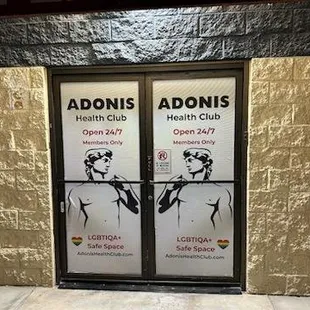 ADONIS
Health Club
Open 24/7
Members Only
LGBTIQA+
Safe Space
AdonisHealthClub.com
ADONIS
Health Club
Open 24/7
Members Only
LGBTIQA+
Safe Space
AdonisHealthClub.com